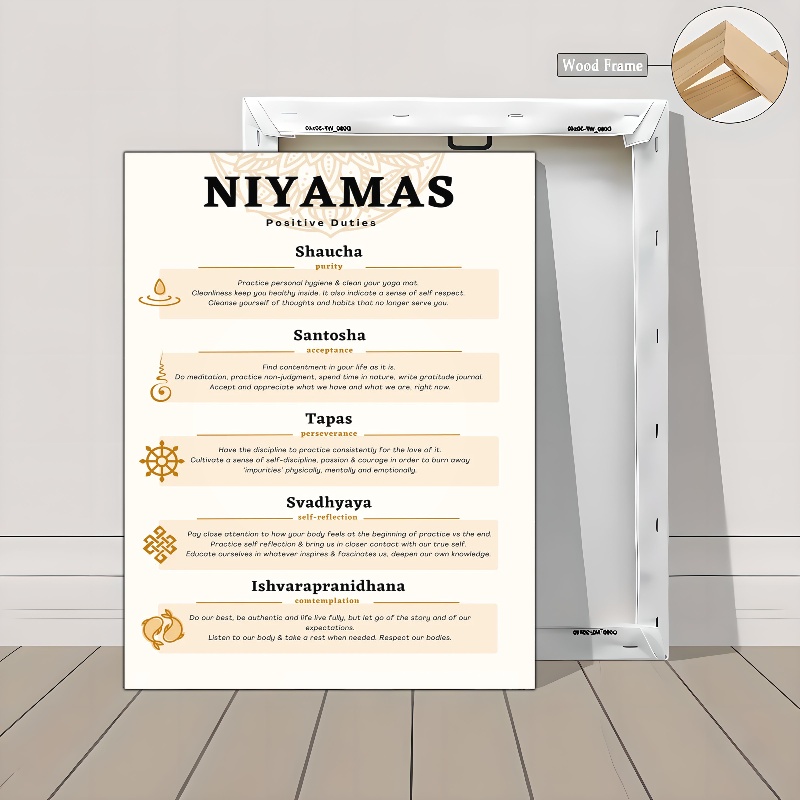 Wood Frame
NIYAMAS
Positive Duties
Shaucha
purity
Practice personal hygiene & clean your yoga mat.
Cleanliness keep you healthy inside. It also indicate a sense of self respect.
Cleanse yourself of thoughts and habits that no longer serve you.
Santosha
acceptance
Find contentment in your life as it is.
Do meditation, practice non-judgment, spend time in nature, write gratitude journal.
Accept and appreciate what we have and what we are. right now.
Tapas
perseverance
Have the discipline to practice consistently for the love of it.
Cultivate a sense of self-discipline, passion & courage in order to burn away
'impurities' physically, mentally and emotionally.
Svadhyaya
self-reflection
Pay close attention to how your body feels at the beginning of practice vs the end.
Practice self reflection & bring us in closer contact with our true self.
Educate ourselves in whatever inspires & fascinates us, deepen our own knowledge.
Ishvarapranidhana
comtemplation
Do our best, be authentic and life live fully, but let go of the story and of our
expectations.
Listen to our body & take a rest when needed. Respect our bodies.